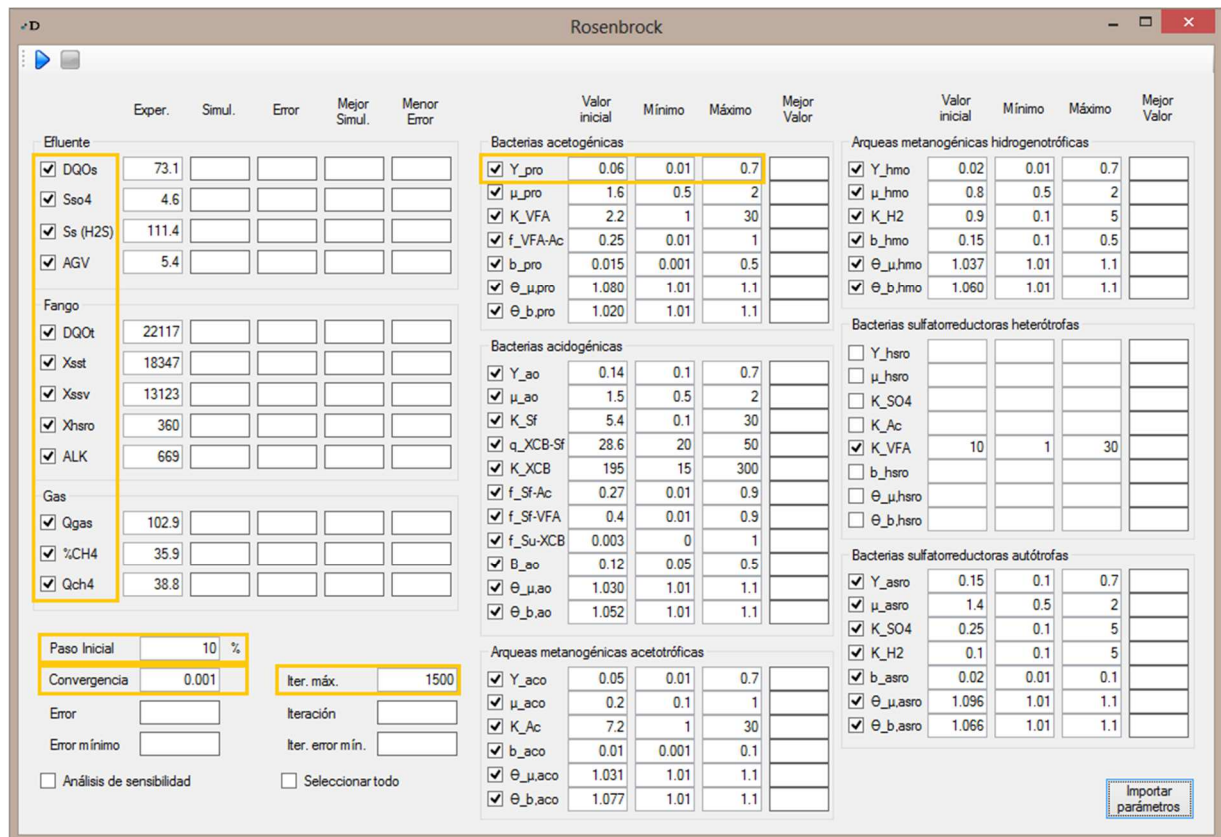 D
Rosenbrock
Exper. Simul. Error Mejor Simul. Menor Error
Efluente
DQOs 73.1
Sso4 4.6
Ss (H2S) 111.4
AGV 5.4
Fango
DQOt 22117
Xsst 18347
Xssv 13123
Xhsro 360
ALK 669
Gas
Qgas 102.9
%CH4 35.9
Qch4 38.8
Paso Inicial 10 %
Convergencia 0.001
Iter. máx. 1500
Error
Iteración
Error mínimo
Iter. error mín.
Análisis de sensibilidad
Seleccionar todo
Valor inicial Mínimo Máximo Mejor Valor
Bacterias acetogénicas
Y_pro 0.06 0.01 0.7
μ_pro 1.6 0.5 2
K_VFA 2.2 1 30
f_VFA-Ac 0.25 0.01 1
b_pro 0.015 0.001 0.5
Θ_μ,pro 1.080 1.01 1.1
Θ_b,pro 1.020 1.01 1.1
Bacterias acidogénicas
Y_ao 0.14 0.1 0.7
μ_ao 1.5 0.5 2
K_Sf 5.4 0.1 30
q_XCB-Sf 28.6 20 50
K_XCB 195 15 300
f_Sf-Ac 0.27 0.01 0.9
f_Sf-VFA 0.4 0.01 0.9
f_Su-XCB 0.003 0 1
B_ao 0.12 0.05 0.5
Θ_μ,ao 1.030 1.01 1.1
Θ_b,ao 1.052 1.01 1.1
Arqueas metanogénicas acetotróficas
Y_aco 0.05 0.01 0.7
μ_aco 0.2 0.1 1
K_Ac 7.2 1 30
b_aco 0.01 0.001 0.1
Θ_μ,aco 1.031 1.01 1.1
Θ_b,aco 1.077 1.01 1.1
Valor inicial Mínimo Máximo Mejor Valor
Arqueas metanogénicas hidrogenotróficas
Y_hmo 0.02 0.01 0.7
μ_hmo 0.8 0.5 2
K_H2 0.9 0.1 5
b_hmo 0.15 0.1 0.5
Θ_μ,hmo 1.037 1.01 1.1
Θ_b,hmo 1.060 1.01 1.1
Bacterias sulfatorreductoras heterótrofas
Y_hsro
μ_hsro
K_SO4
K_Ac
K_VFA 10 1 30
b_hsro
Θ_μ,hsro
Θ_b,hsro
Bacterias sulfatorreductoras autótrofas
Y_asro 0.15 0.1 0.7
μ_asro 1.4 0.5 2
K_SO4 0.25 0.1 5
K_H2 0.1 0.1 5
b_asro 0.02 0.01 0.1
Θ_μ,asro 1.096 1.01 1.1
Θ_b,asro 1.066 1.01 1.1
Importar
parámetros